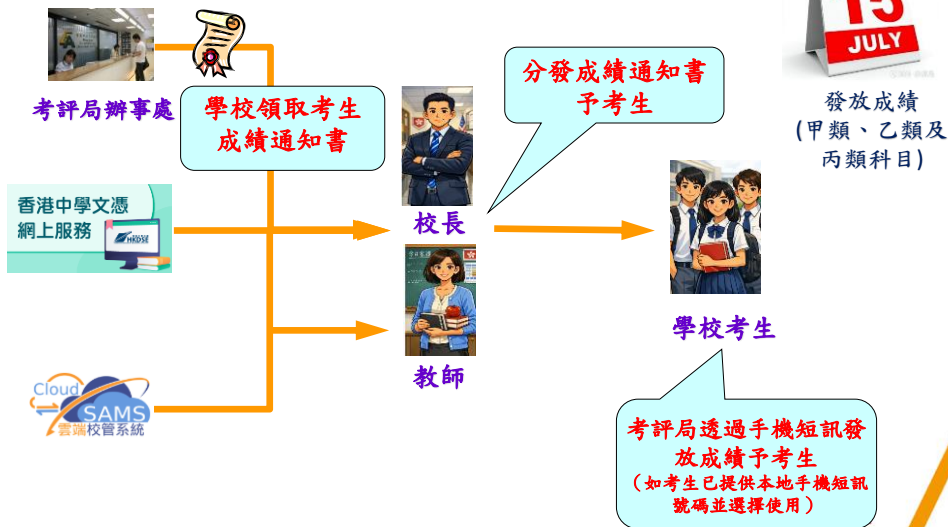 考評局辦事處
學校領取考生
成績通知書
分發成績通知書
予考生
15
JULY
發放成績
(甲類、乙類及
丙類科目)
香港中學文憑
網上服務
HKDSE
校長
學校考生
教師
Cloud
SAMS
雲端校管系統
考評局透過手機短訊發
放成績予考生
(如考生已提供本地手機短訊
號碼並選擇使用)